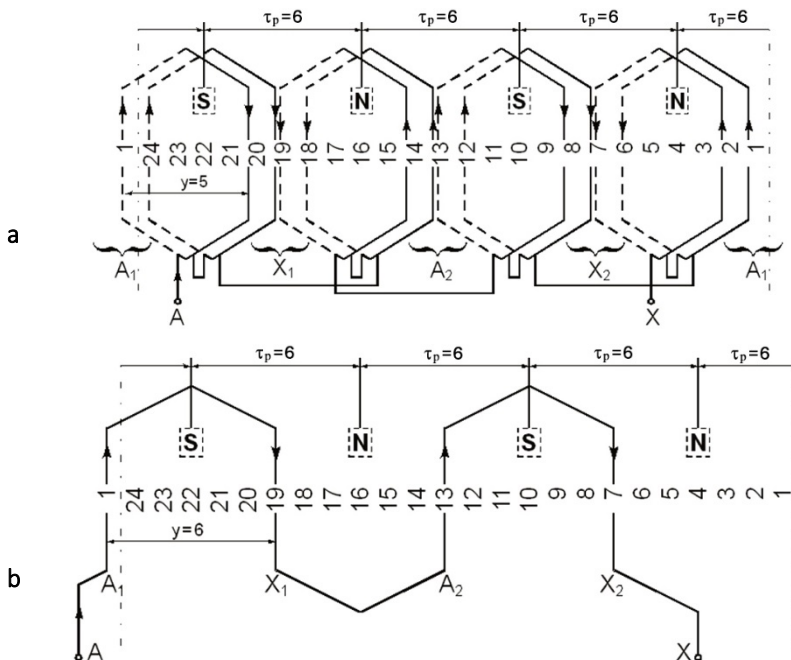 τp=6 τp=6 τp=6 τp=6
S N S N
1 24 23 22 21 20 19 18 17 16 15 14 13 12 11 10 9 8 7 6 5 4 3 2 1
y=5
a
A1 X1 A2 X2 A1
A X
τp=6 τp=6 τp=6 τp=6
S N S N
1 24 23 22 21 20 19 18 17 16 15 14 13 12 11 10 9 8 7 6 5 4 3 2 1
y=6
b
A1 X1 A2 X2
A X